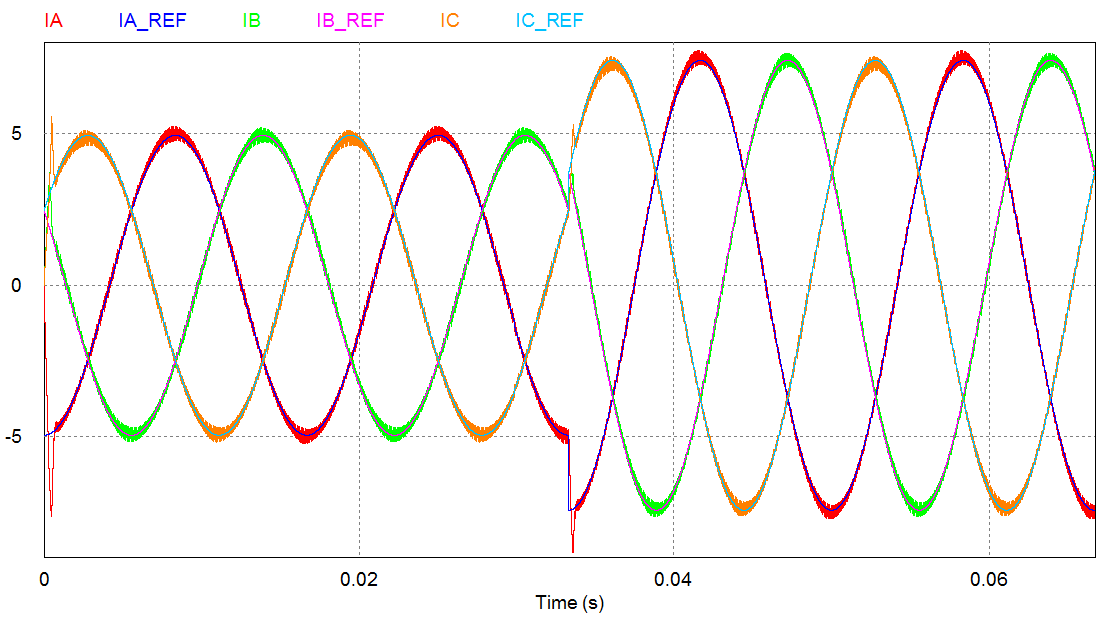 IA IA_REF IB IB_REF IC IC_REF
5
0
-5
0 0.02 0.04 0.06
Time (s)